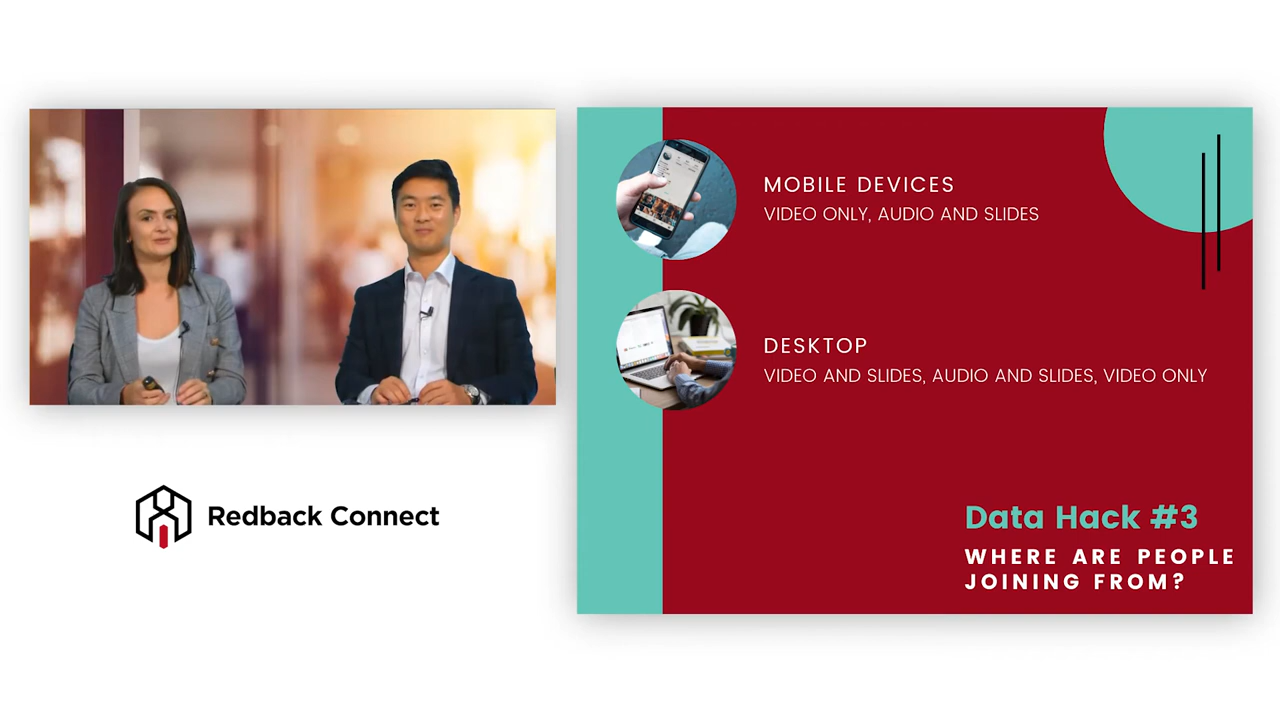 MOBILE DEVICES
VIDEO ONLY, AUDIO AND SLIDES
DESKTOP
VIDEO AND SLIDES, AUDIO AND SLIDES, VIDEO ONLY
Redback Connect
Data Hack #3
WHERE ARE PEOPLE
JOINING FROM?